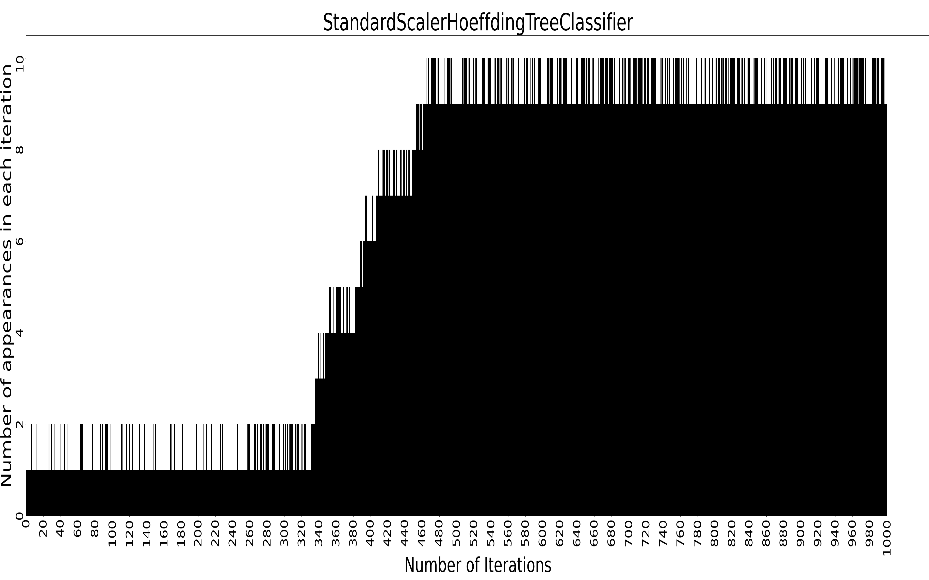 StandardScalerHoeffdingTreeClassifier
Number of appearances in each iteration
10
8
6
4
2
0
0 20 40 60 80 100 120 140 160 180 200 220 240 260 280 300 320 340 360 380 400 420 440 460 480 500 520 540 560 580 600 620 640 660 680 700 720 740 760 780 800 820 840 860 880 900 920 940 960 980 1000
Number of Iterations